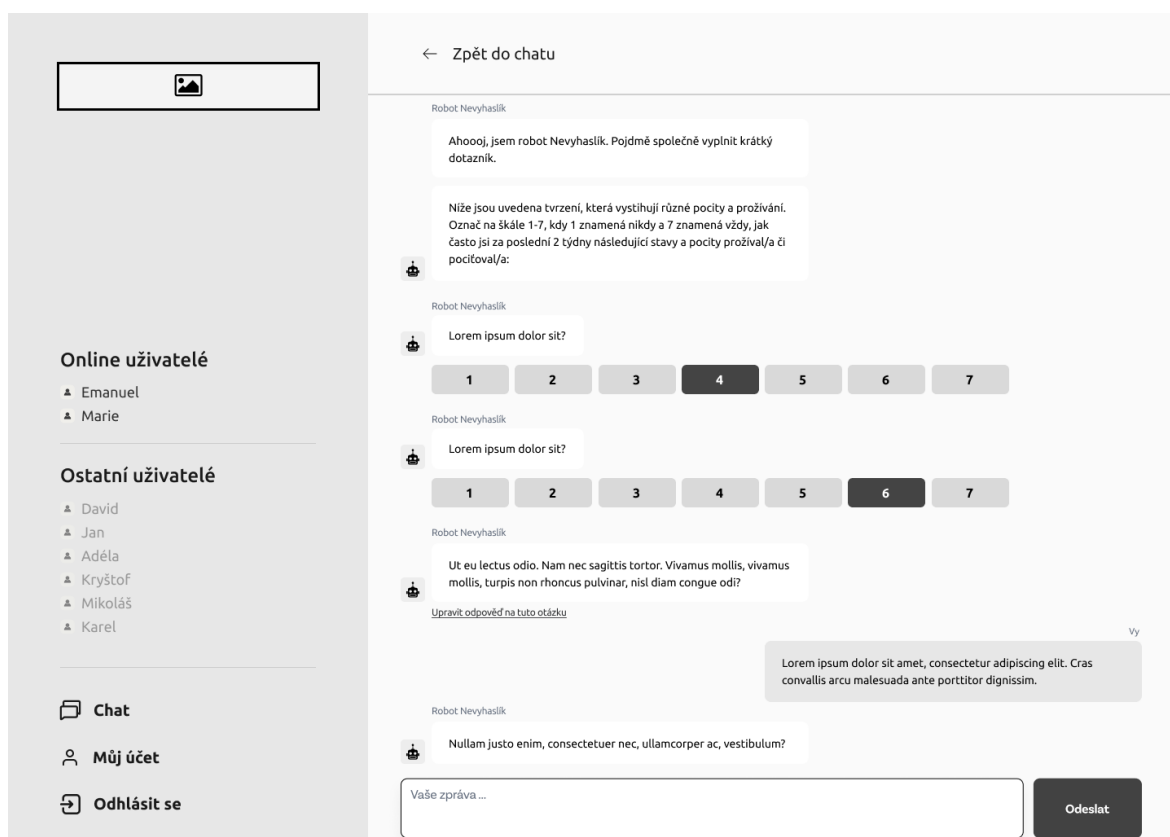 Online uživatelé
Emanuel
Marie
Ostatní uživatelé
David
Jan
Adéla
Kryštof
Mikoláš
Karel
Chat
Můj účet
Odhlásit se
← Zpět do chatu
Robot Nevyhaslík
Ahoooj, jsem robot Nevyhaslík. Pojdmě společně vyplnit krátký
dotazník.
Níže jsou uvedena tvrzení, která vystihují různé pocity a prožívání.
Označ na škále 1-7, kdy 1 znamená nikdy a 7 znamená vždy, jak
často jsi za poslední 2 týdny následující stavy a pocity prožíval/a či
pociťoval/a:
Robot Nevyhaslík
Lorem ipsum dolor sit?
1 2 3 4 5 6 7
Robot Nevyhaslík
Lorem ipsum dolor sit?
1 2 3 4 5 6 7
Robot Nevyhaslík
Ut eu lectus odio. Nam nec sagittis tortor. Vivamus mollis, vivamus
mollis, turpis non rhoncus pulvinar, nisl diam congue odi?
Upravit odpověď na tuto otázku
Vy
Lorem ipsum dolor sit amet, consectetur adipiscing elit. Cras
convallis arcu malesuada ante porttitor dignissim.
Robot Nevyhaslík
Nullam justo enim, consectetuer nec, ullamcorper ac, vestibulum?
Vaše zpráva ...
Odeslat